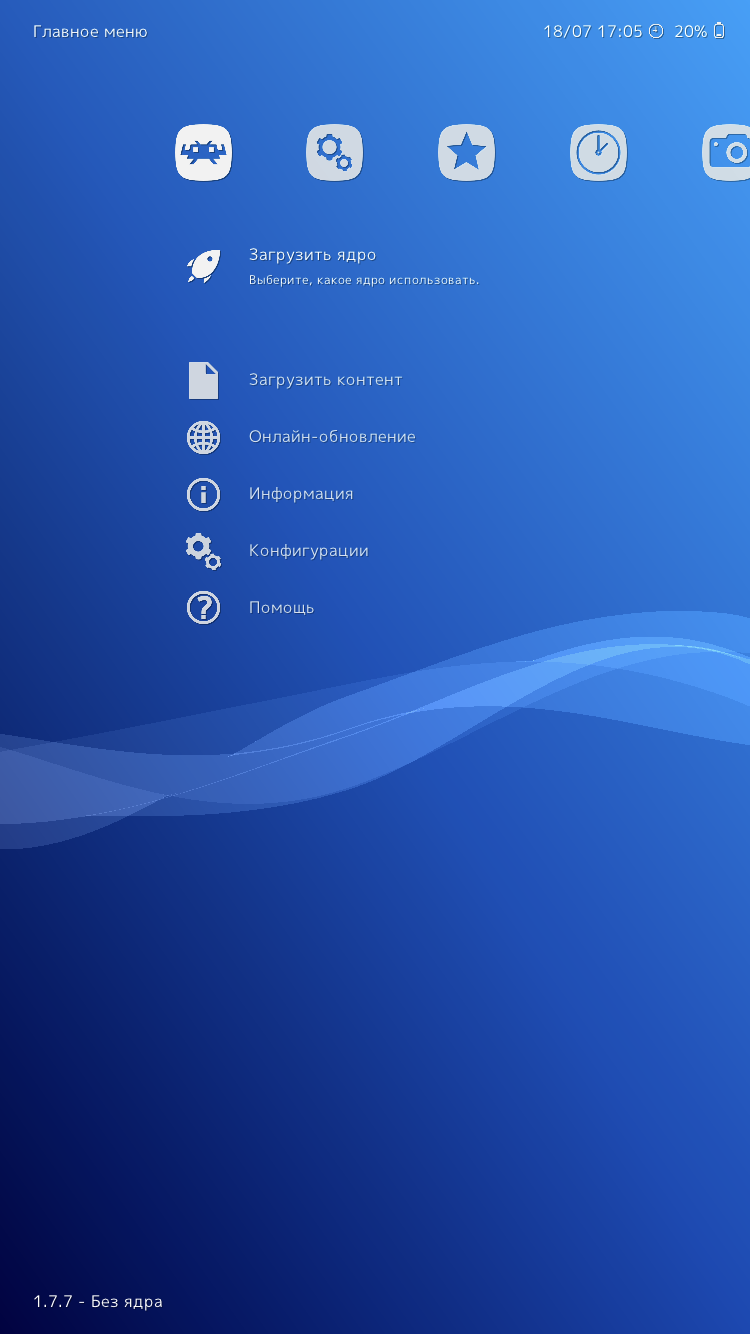 Главное меню
18/07 17:05 20%
Загрузить ядро
Выберите, какое ядро использовать.
Загрузить контент
Онлайн-обновление
Информация
Конфигурации
Помощь
1.7.7 - Без ядра